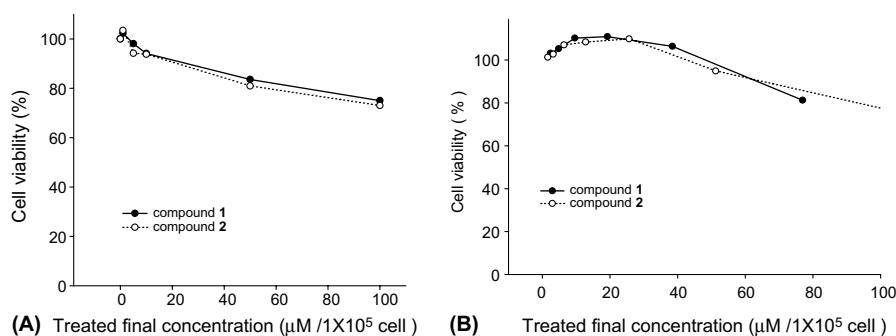 100
80
60
40
20
0
Cell viability (%)
compound 1
compound 2
0 20 40 60 80 100
(A) Treated final concentration (μM /1X10⁵ cell )
100
80
60
40
20
0
Cell viability ( % )
compound 1
compound 2
0 20 40 60 80 100
(B) Treated final concentration (μM /1X10⁵ cell )